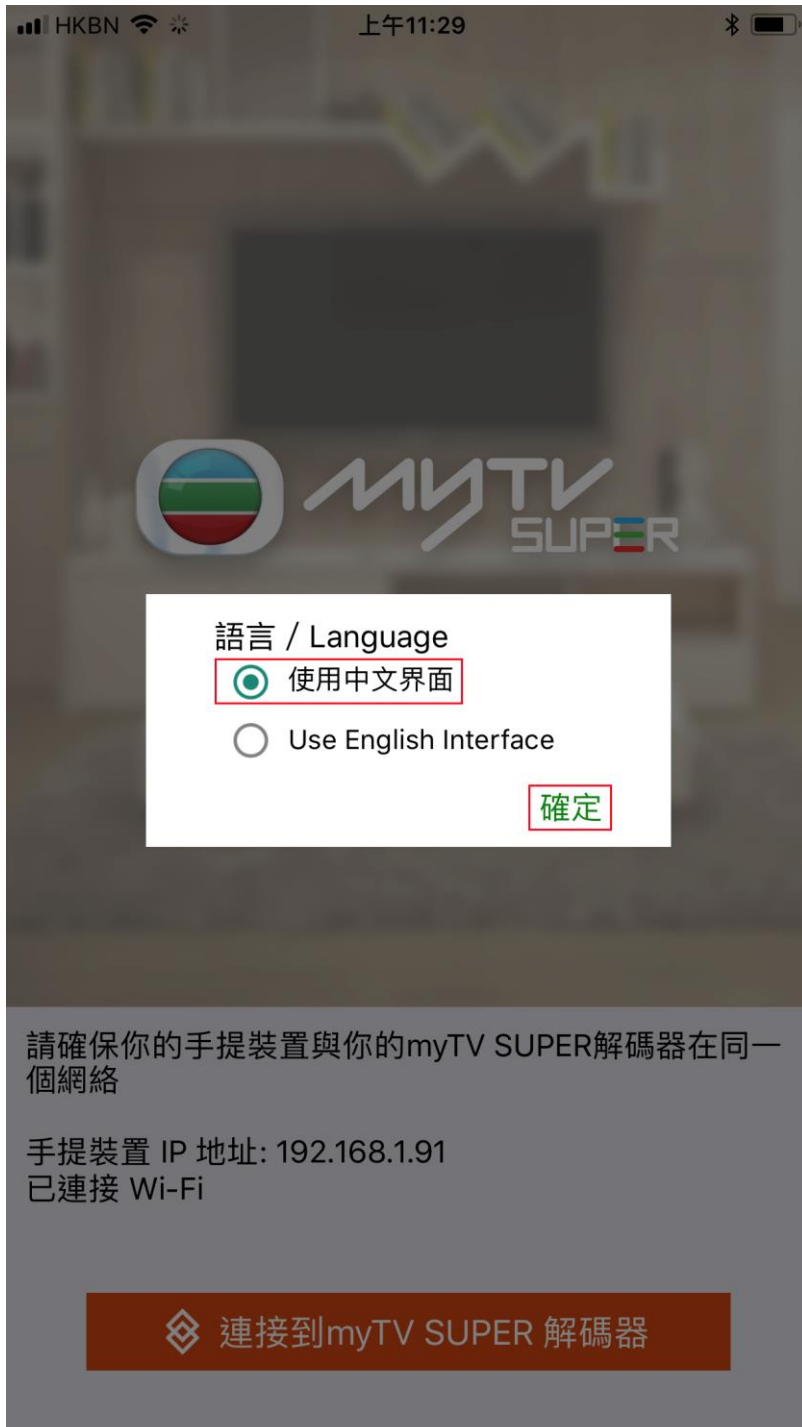 HKBN 上午11:29
myTV
SUPER
語言 / Language
使用中文界面
Use English Interface
確定
請確保你的手提裝置與你的myTV SUPER解碼器在同一
個網絡
手提裝置 IP 地址: 192.168.1.91
已連接 Wi-Fi
連接到myTV SUPER 解碼器